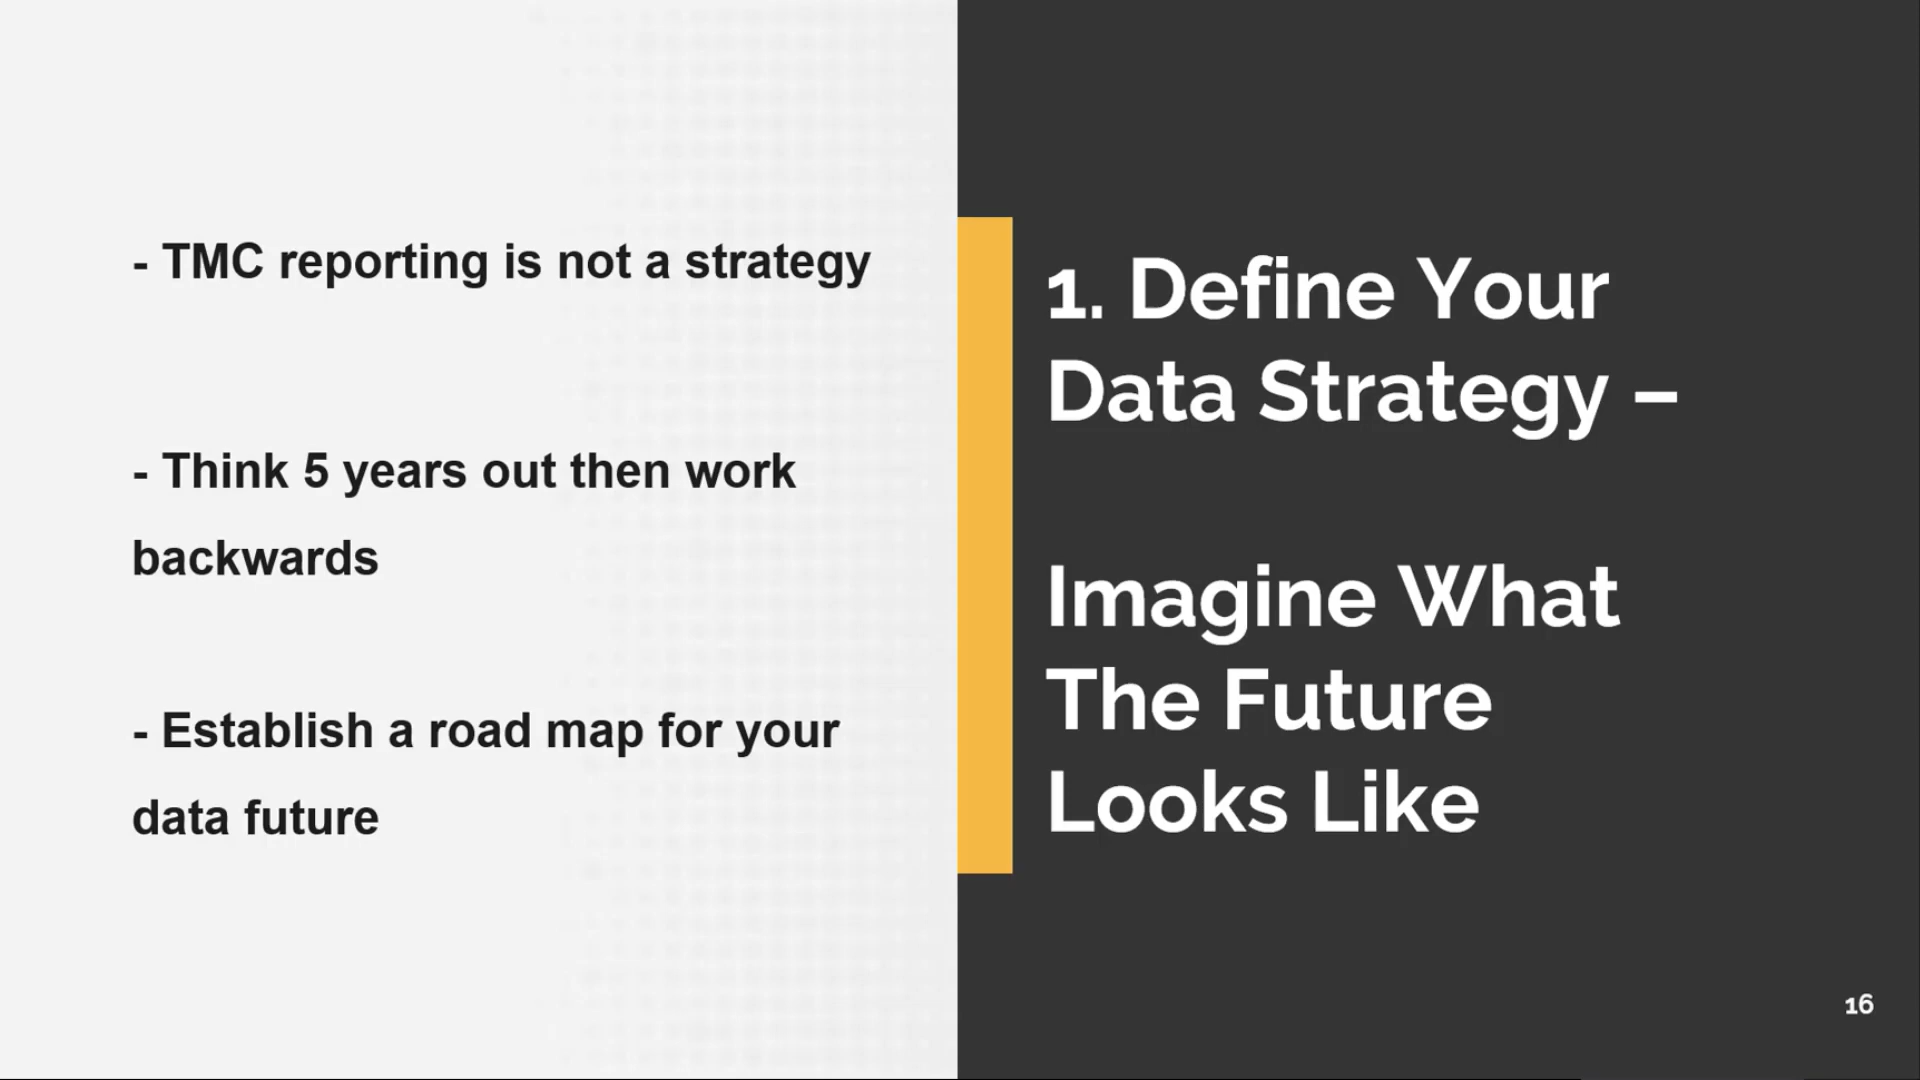 - TMC reporting is not a strategy
- Think 5 years out then work
backwards
- Establish a road map for your
data future
1. Define Your
Data Strategy –
Imagine What
The Future
Looks Like
16